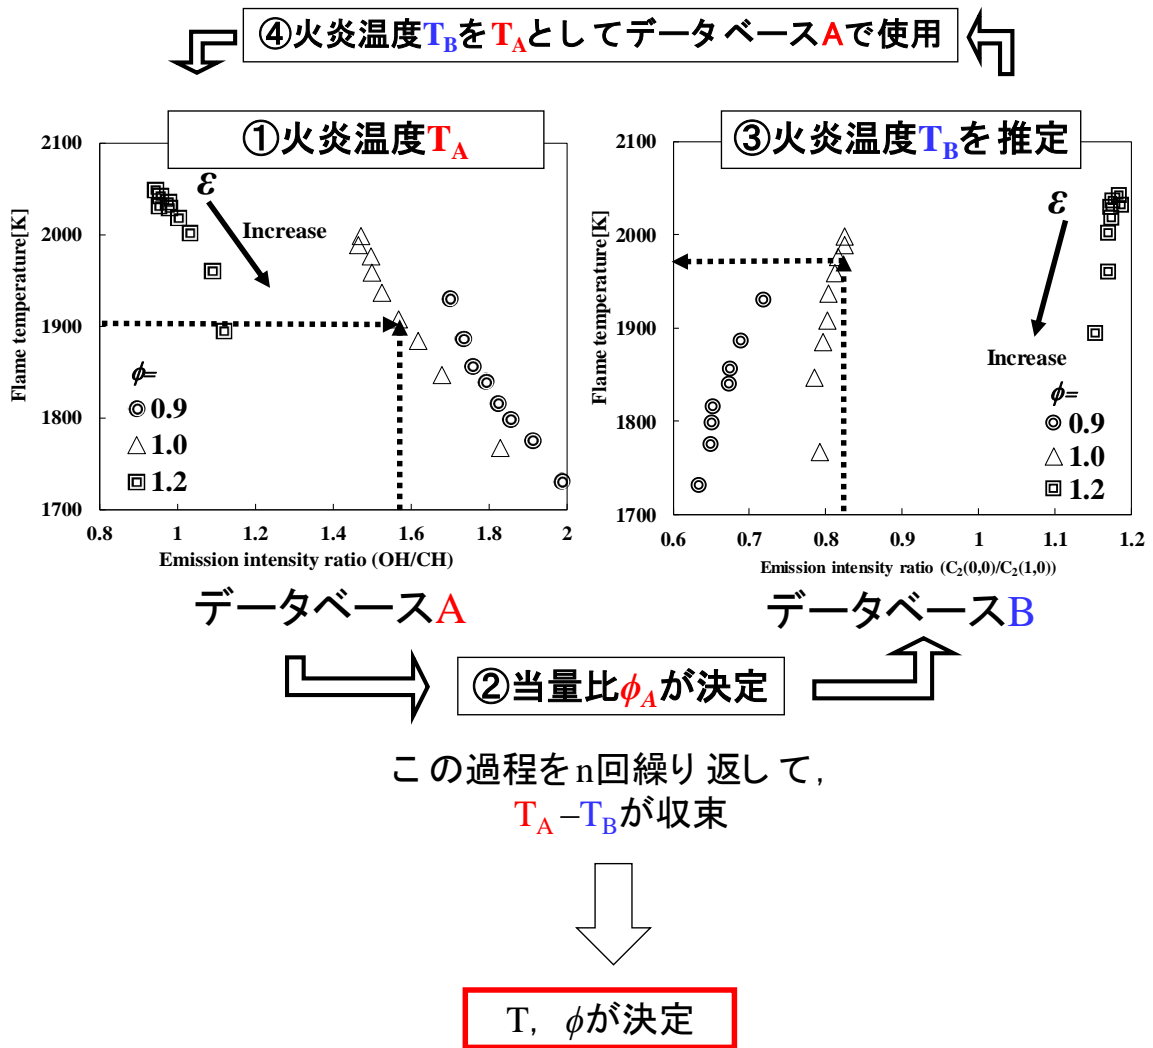 ④火炎温度TBをTAとしてデータベースAで使用
①火炎温度TA
2100
2000
1900
1800
1700
Flame temperature[K]
ε
Increase
ϕ=
0.9
1.0
1.2
0.8 1 1.2 1.4 1.6 1.8 2
Emission intensity ratio (OH/CH)
データベースA
③火炎温度TBを推定
2100
2000
1900
1800
1700
Flame temperature[K]
ε
Increase
ϕ=
0.9
1.0
1.2
0.6 0.7 0.8 0.9 1 1.1 1.2
Emission intensity ratio (C2(0,0)/C2(1,0))
データベースB
②当量比ϕAが決定
この過程をn回繰り返して,
TA–TBが収束
T, ϕが決定